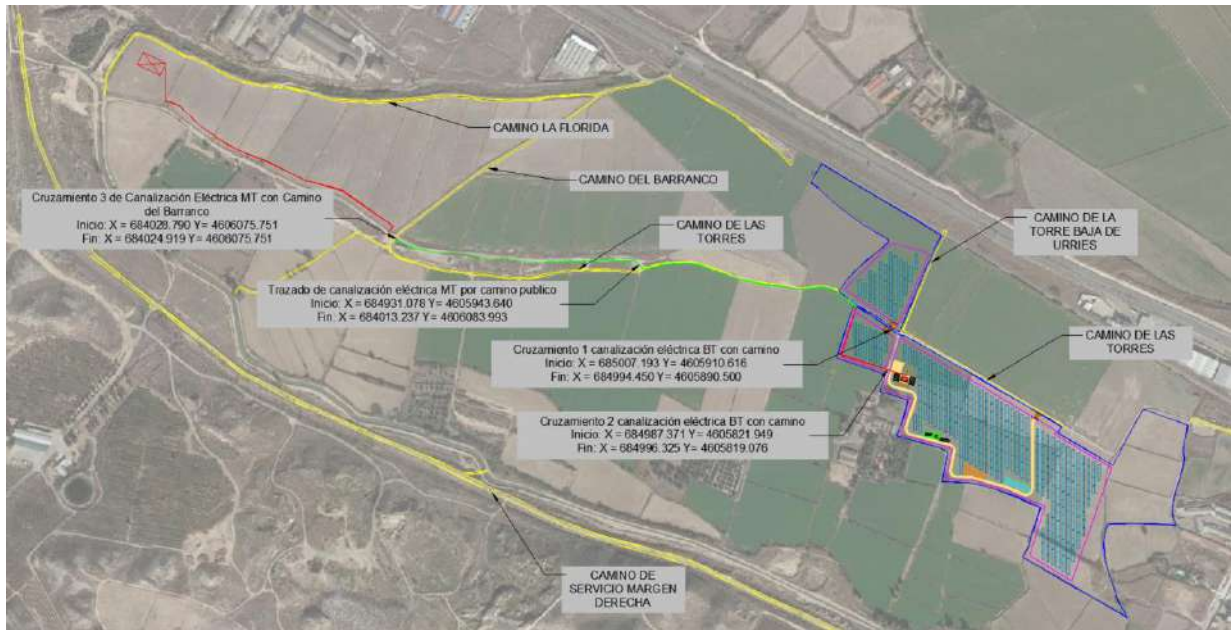 CAMINO LA FLORIDA
CAMINO DEL BARRANCO
Cruzamiento 3 de Canalización Eléctrica MT con Camino
del Barranco
Inicio: X = 684028.790 Y= 4606075.751
Fin: X = 684024.919 Y= 4606075.751
CAMINO DE LAS
TORRES
CAMINO DE LA
TORRE BAJA DE
URRIES
Trazado de canalización eléctrica MT por camino publico
Inicio: X = 684931.078 Y= 4605943.640
Fin: X = 684013.237 Y= 4606083.993
Cruzamiento 1 canalización eléctrica BT con camino
Inicio: X = 685007.193 Y= 4605910.616
Fin: X = 684994.450 Y= 4605890.500
CAMINO DE LAS
TORRES
Cruzamiento 2 canalización eléctrica BT con camino
Inicio: X = 684987.371 Y= 4605821.949
Fin: X = 684996.325 Y= 4605819.076
CAMINO DE
SERVICIO MARGEN
DERECHA